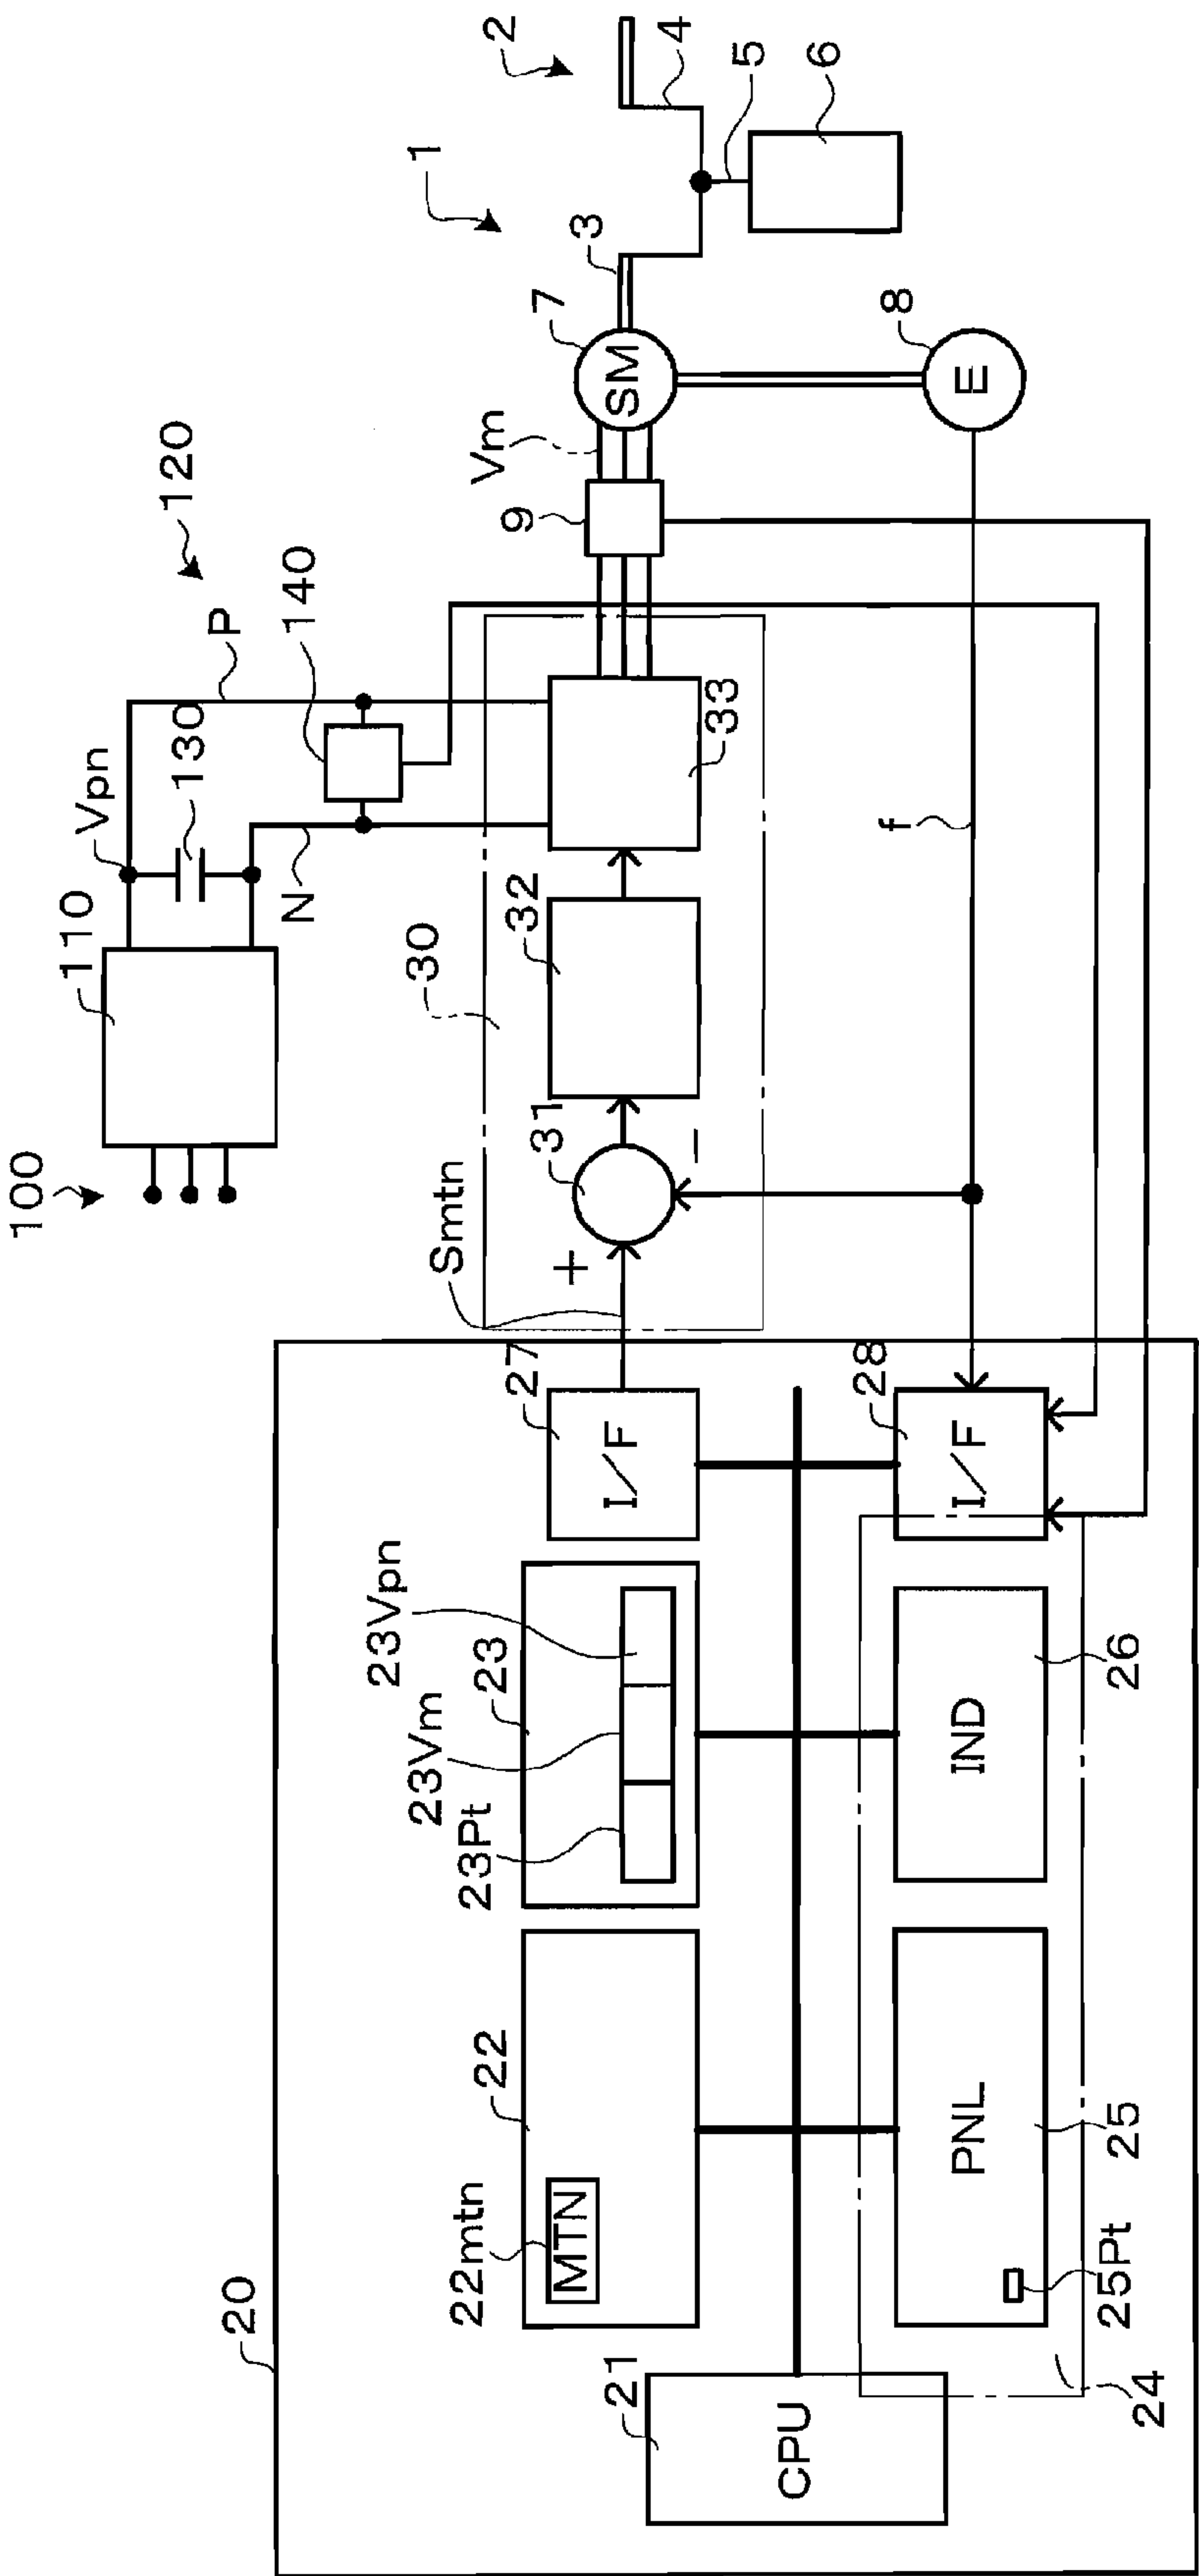 100
110
Vpn
130
P
120
140
N
1
2
3
4
5
6
7
SM
Vm
9
8
E
30
Smtn
+
−
31
32
33
f
20
21
CPU
22
22mtn
MTN
23
23Pt
23Vm
23Vpn
27
I/F
28
I/F
24
25
PNL
25Pt
26
IND